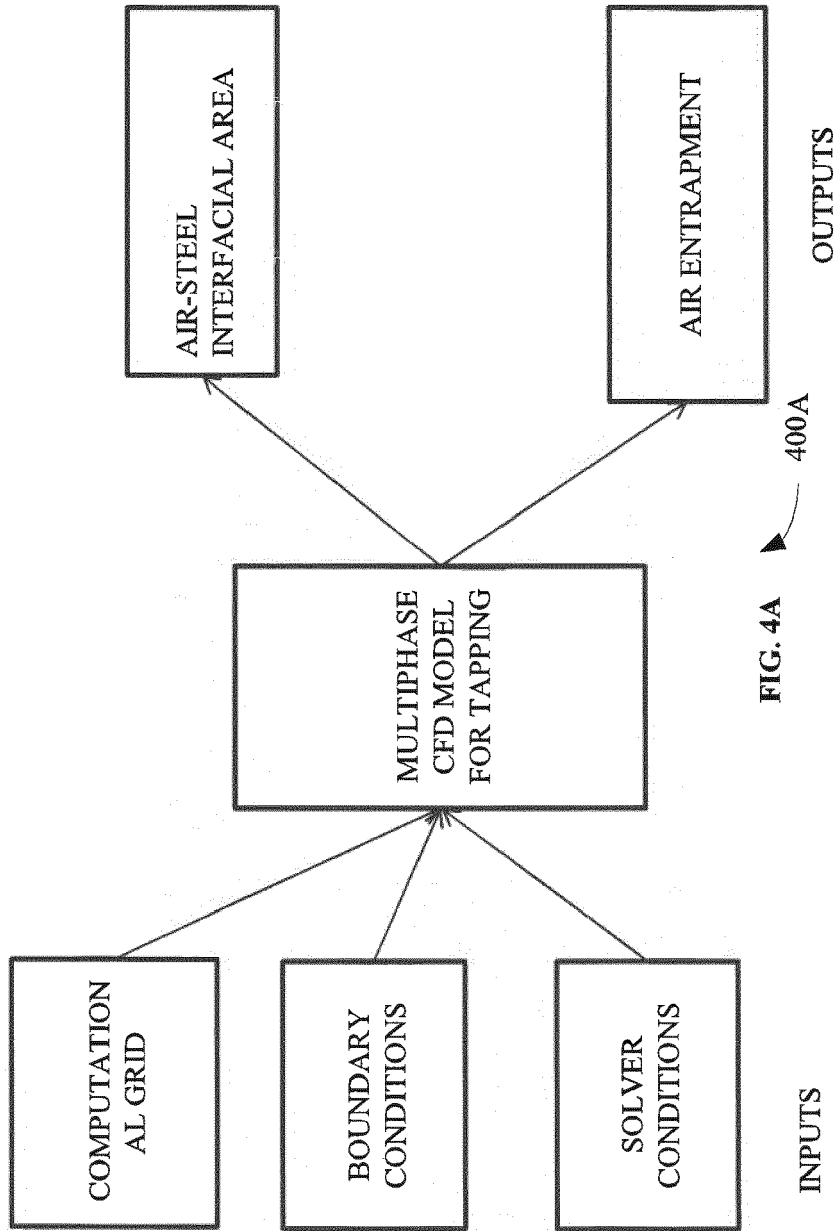 COMPUTATION
AL GRID
BOUNDARY
CONDITIONS
SOLVER
CONDITIONS
INPUTS
MULTIPHASE
CFD MODEL
FOR TAPPING
AIR-STEEL
INTERFACIAL AREA
AIR ENTRAPMENT
OUTPUTS
FIG. 4A
400A